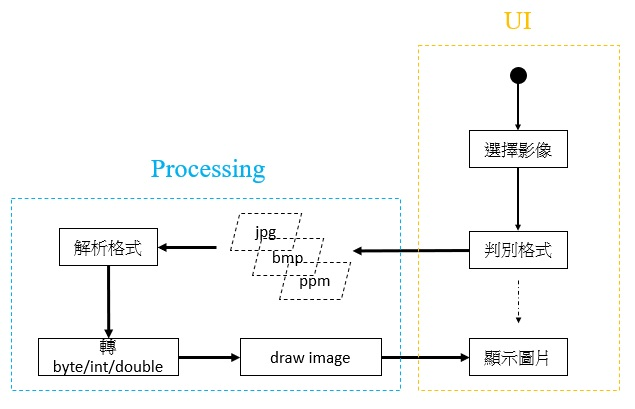 UI
選擇影像
Processing
jpg
解析格式
判別格式
bmp
ppm
轉
byte/int/double
draw image
顯示圖片